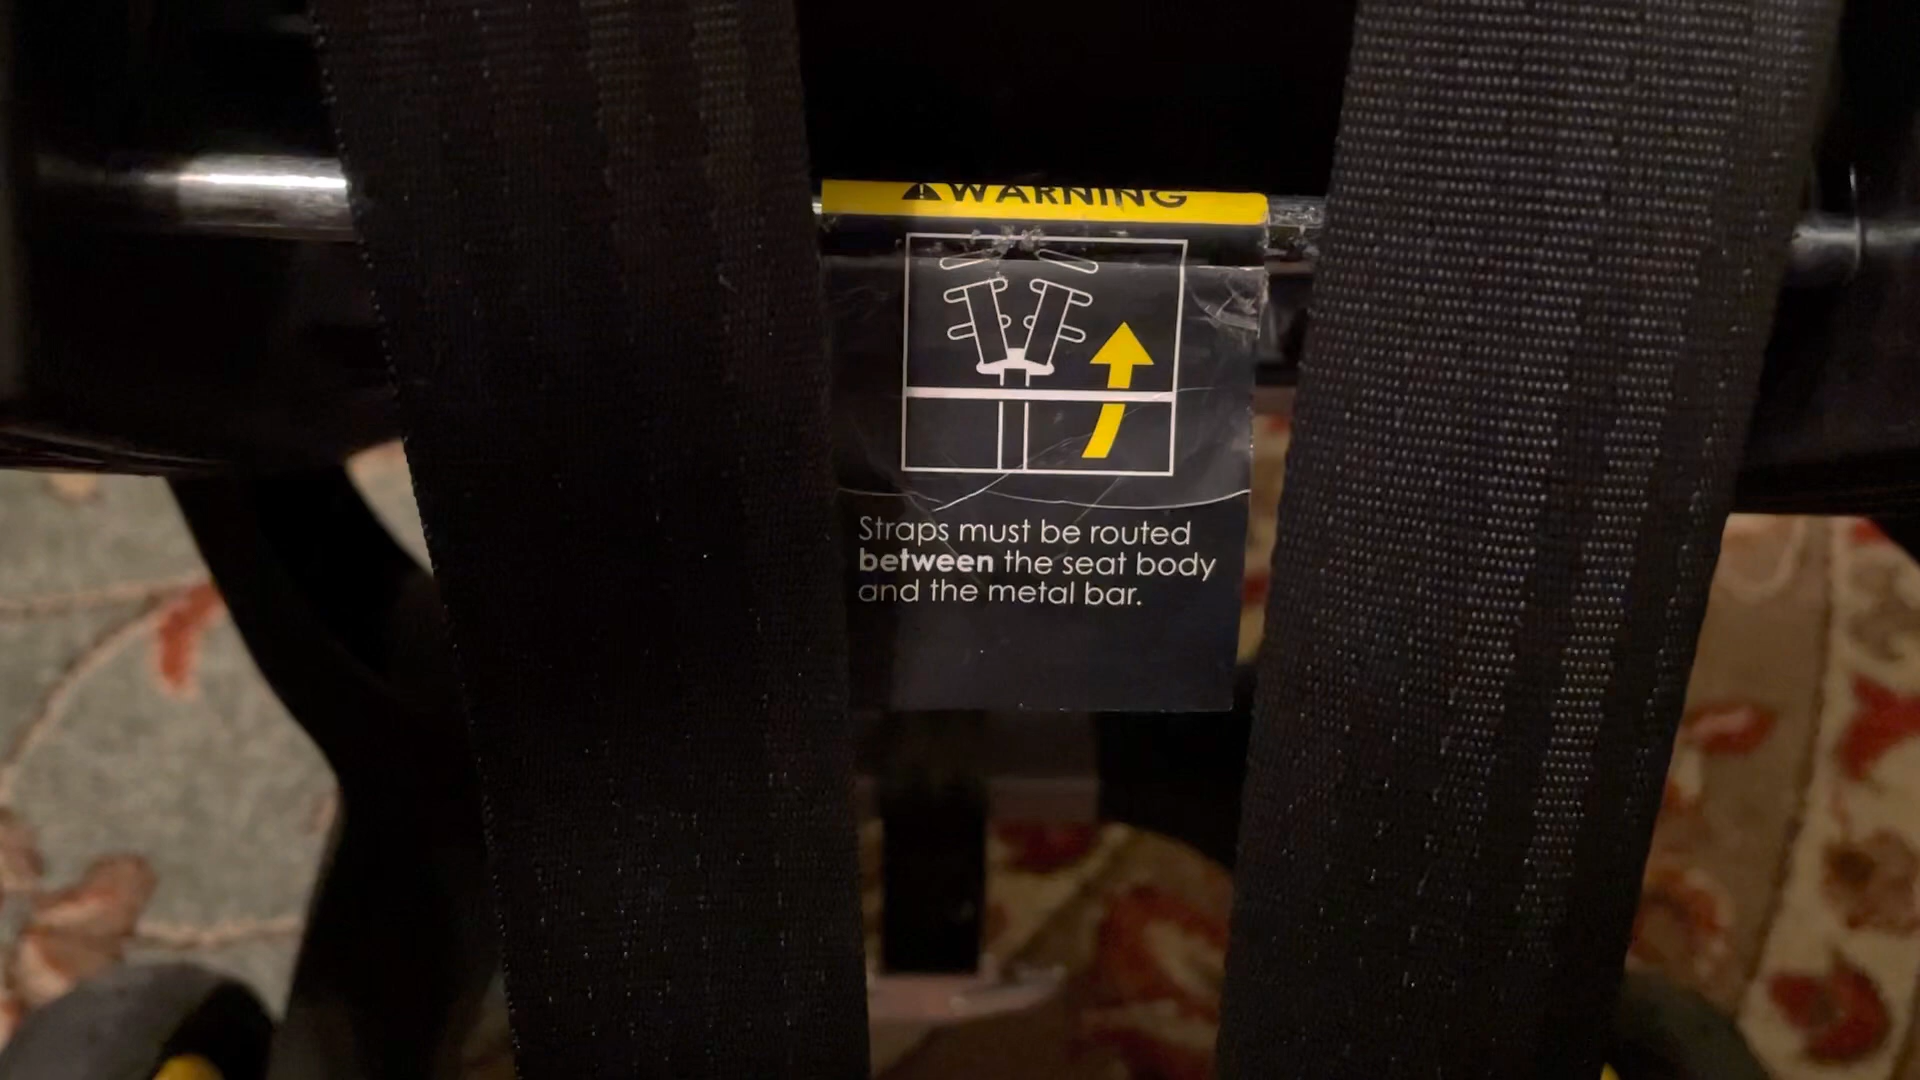 WARNING
Straps must be routed
between the seat body
and the metal bar.